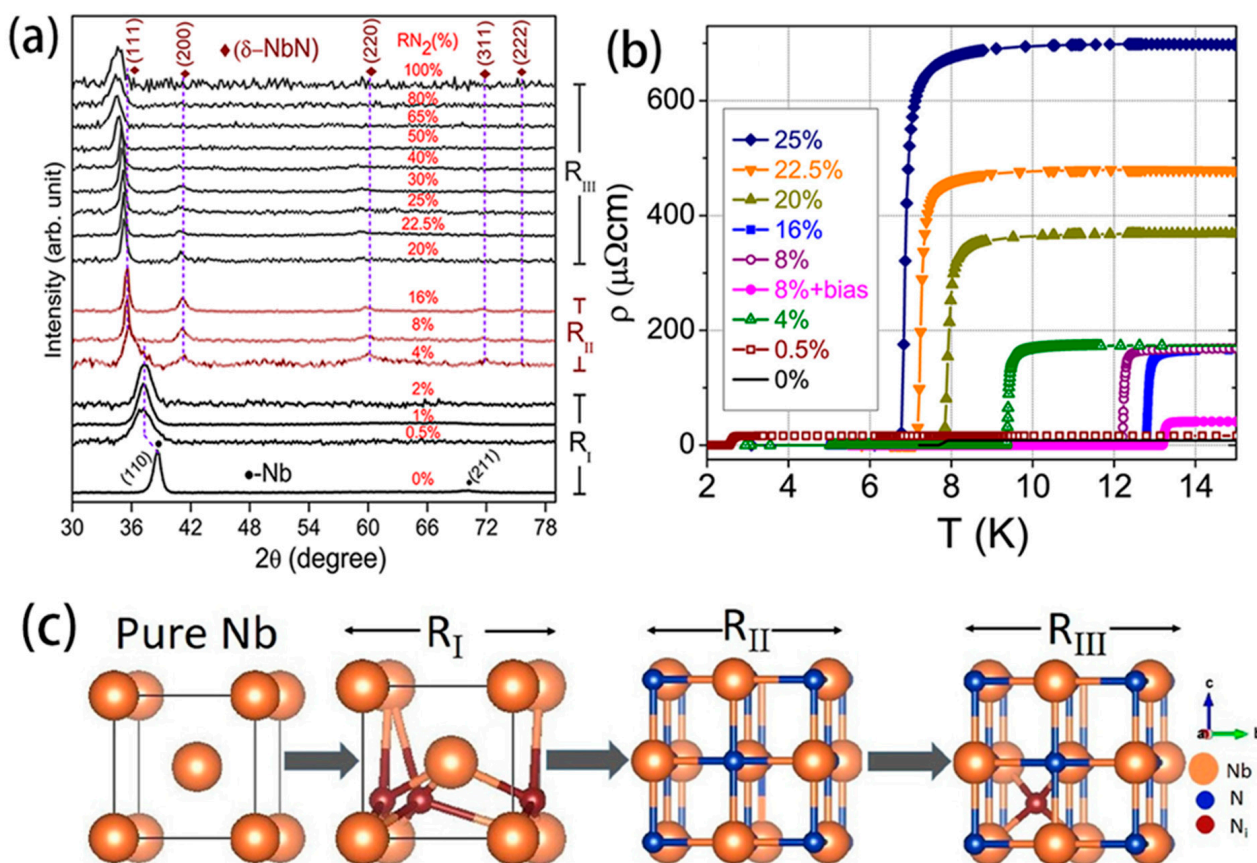 (a)
(111)
♦(δ–NbN)
(200)
(220)
RN2(%)
(311)
(222)
100%
80%
65%
50%
40%
30%
25%
22.5%
20%
16%
8%
4%
2%
1%
0.5%
0%
RIII
RII
RI
(110)
•-Nb
(211)
Intensity (arb. unit)
30 36 42 48 54 60 66 72 78
2θ (degree)
(b)
25%
22.5%
20%
16%
8%
8%+bias
4%
0.5%
0%
600
400
200
0
ρ (μΩcm)
2 4 6 8 10 12 14
T (K)
(c)
Pure Nb
RI
RII
RIII
c
a
b
Nb
N
Ni